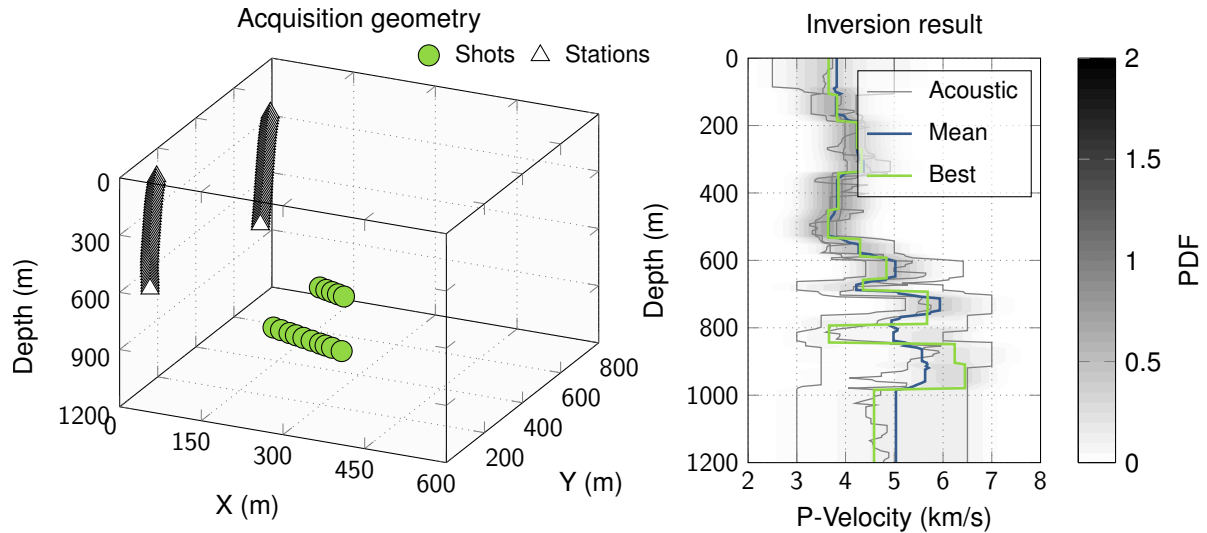 Acquisition geometry
Shots
Stations
0
300
600
900
1200
Depth (m)
0
150
300
450
600
X (m)
200
400
600
800
Y (m)
Inversion result
0
200
400
600
800
1000
1200
Depth (m)
2
3
4
5
6
7
8
P-Velocity (km/s)
Acoustic
Mean
Best
2
1.5
1
0.5
0
PDF